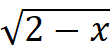 √(2 − x)